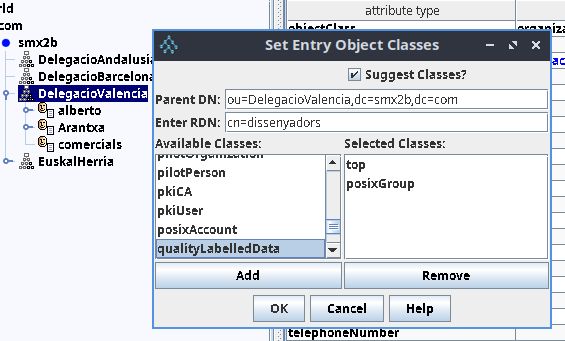 rld
com
smx2b
DelegacioAndalusi
DelegacioBarcelona
DelegacioValencia
alberto
Arantxa
comercials
EuskalHerria
attribute type
objectClass
organiza
Set Entry Object Classes
Suggest Classes?
Parent DN: ou=DelegacioValencia,dc=smx2b,dc=com
Enter RDN: cn=dissenyadors
Available Classes:
pilotOrganization
pilotPerson
pkiCA
pkiUser
posixAccount
qualityLabelledData
Selected Classes:
top
posixGroup
Add
Remove
OK
Cancel
Help
telephoneNumber